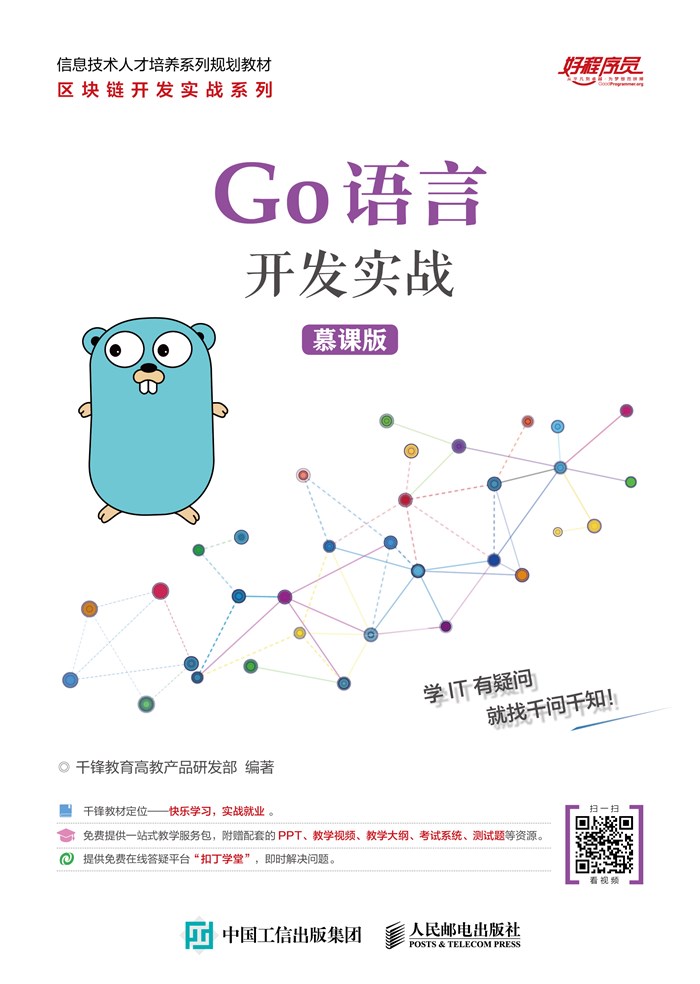 信息技术人才培养系列规划教材
区块链开发实战系列
好程序员
GOODProgrammer.org
Go 语言
开发实战
慕课版
学 IT 有疑问
就找千问千知！
◎ 千锋教育高教产品研发部 编著
千锋教材定位——快乐学习，实战就业 。
免费提供一站式教学服务包，附赠配套的 PPT、教学视频、教学大纲、考试系统、测试题等资源。
提供免费在线答疑平台“扣丁学堂”，即时解决问题。
扫一扫
看视频
中国工信出版集团
人民邮电出版社
POSTS & TELECOM PRESS